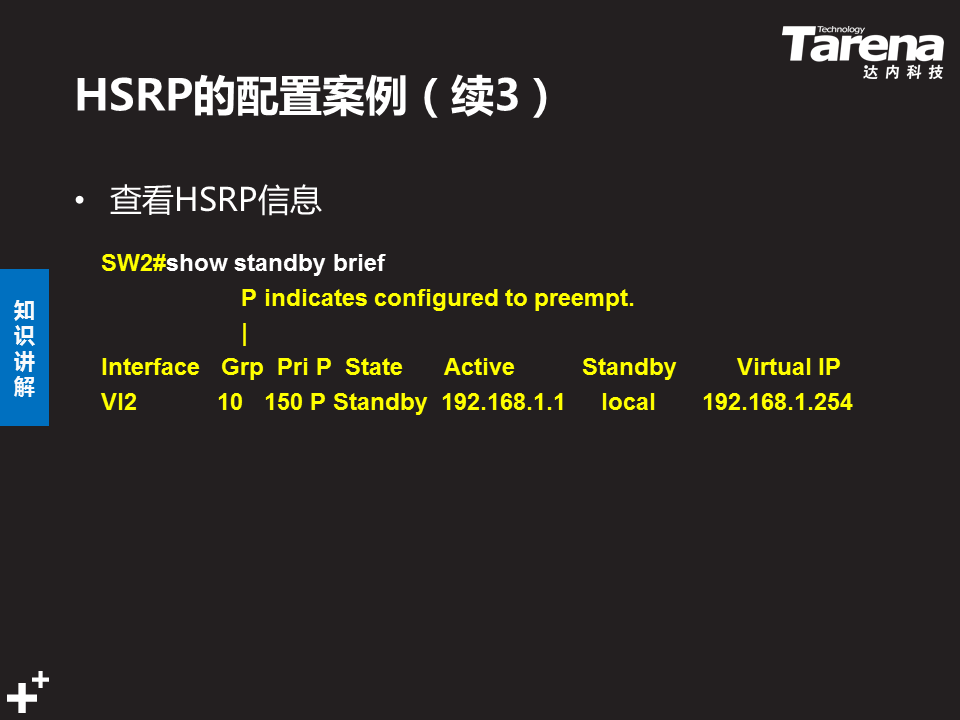 Technology
Tarena
达内科技
HSRP的配置案例（续3）
• 查看HSRP信息
SW2#show standby brief
P indicates configured to preempt.
|
Interface Grp Pri P State Active Standby Virtual IP
Vl2 10 150 P Standby 192.168.1.1 local 192.168.1.254
知识讲解